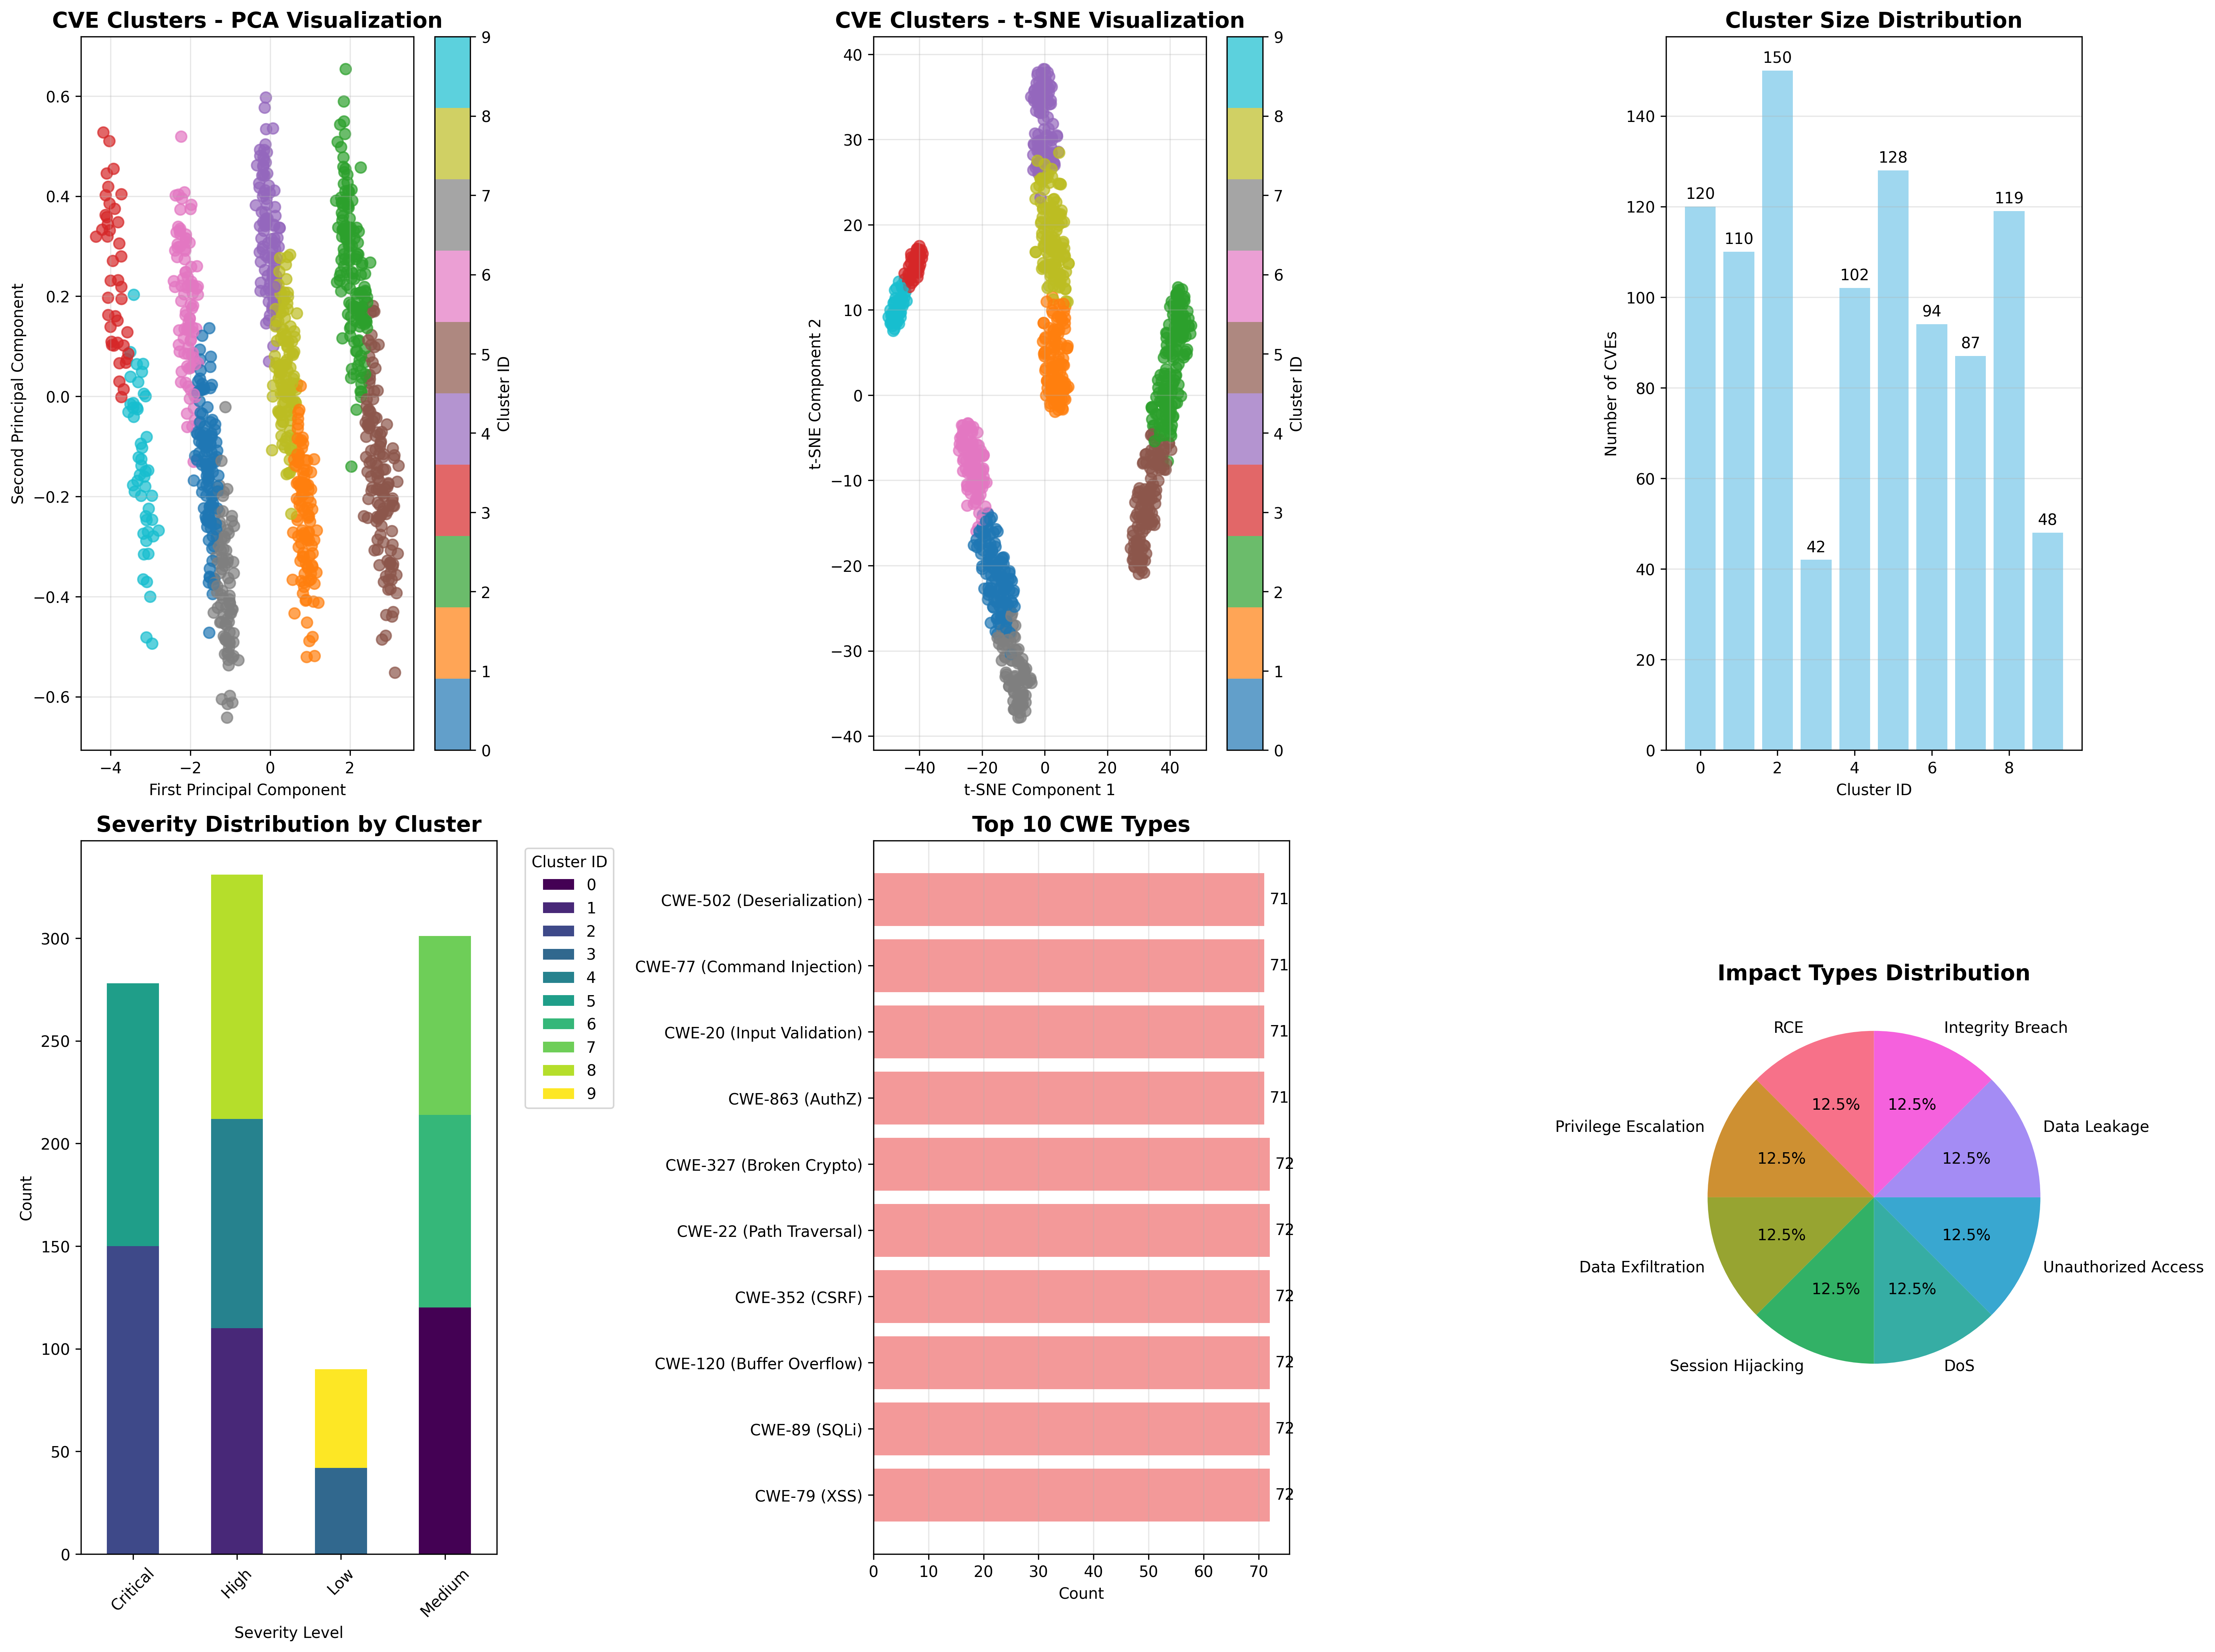 CVE Clusters - PCA Visualization
Second Principal Component
0.6
0.4
0.2
0.0
−0.2
−0.4
−0.6
−4
−2
0
2
First Principal Component
9
8
7
6
5
4
3
2
1
0
Cluster ID
CVE Clusters - t-SNE Visualization
t-SNE Component 2
40
30
20
10
0
−10
−20
−30
−40
−40
−20
0
20
40
t-SNE Component 1
9
8
7
6
5
4
3
2
1
0
Cluster ID
Cluster Size Distribution
Number of CVEs
140
120
100
80
60
40
20
0
120
110
150
42
102
128
94
87
119
48
0
2
4
6
8
Cluster ID
Severity Distribution by Cluster
Count
300
250
200
150
100
50
0
Critical
High
Low
Medium
Severity Level
Cluster ID
0
1
2
3
4
5
6
7
8
9
Top 10 CWE Types
CWE-502 (Deserialization)
71
CWE-77 (Command Injection)
71
CWE-20 (Input Validation)
71
CWE-863 (AuthZ)
71
CWE-327 (Broken Crypto)
72
CWE-22 (Path Traversal)
72
CWE-352 (CSRF)
72
CWE-120 (Buffer Overflow)
72
CWE-89 (SQLi)
72
CWE-79 (XSS)
72
0
10
20
30
40
50
60
70
Count
Impact Types Distribution
RCE
12.5%
Integrity Breach
12.5%
Privilege Escalation
12.5%
Data Leakage
12.5%
Data Exfiltration
12.5%
Unauthorized Access
12.5%
Session Hijacking
12.5%
DoS
12.5%